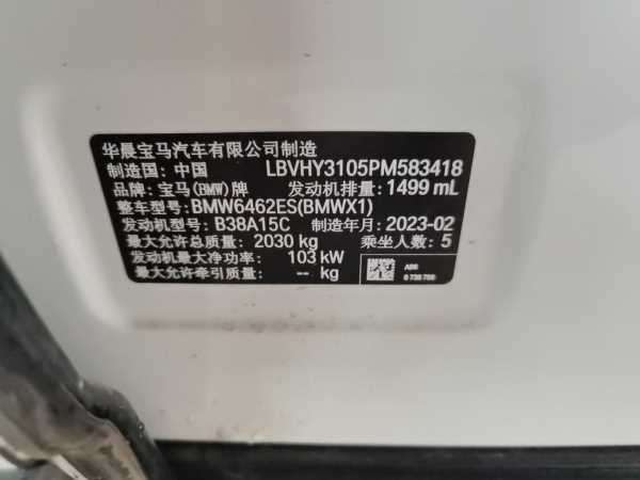 华晨宝马汽车有限公司制造
制造国: 中国 LBVHY3105PM583418
品牌: 宝马(BMW)牌 发动机排量: 1499 mL
整车型号: BMW6462ES(BMWX1)
发动机型号: B38A15C 制造年月: 2023-02
最大允许总质量: 2030 kg 乘坐人数: 5
发动机最大净功率: 103 kW
最大允许牵引质量: -- kg